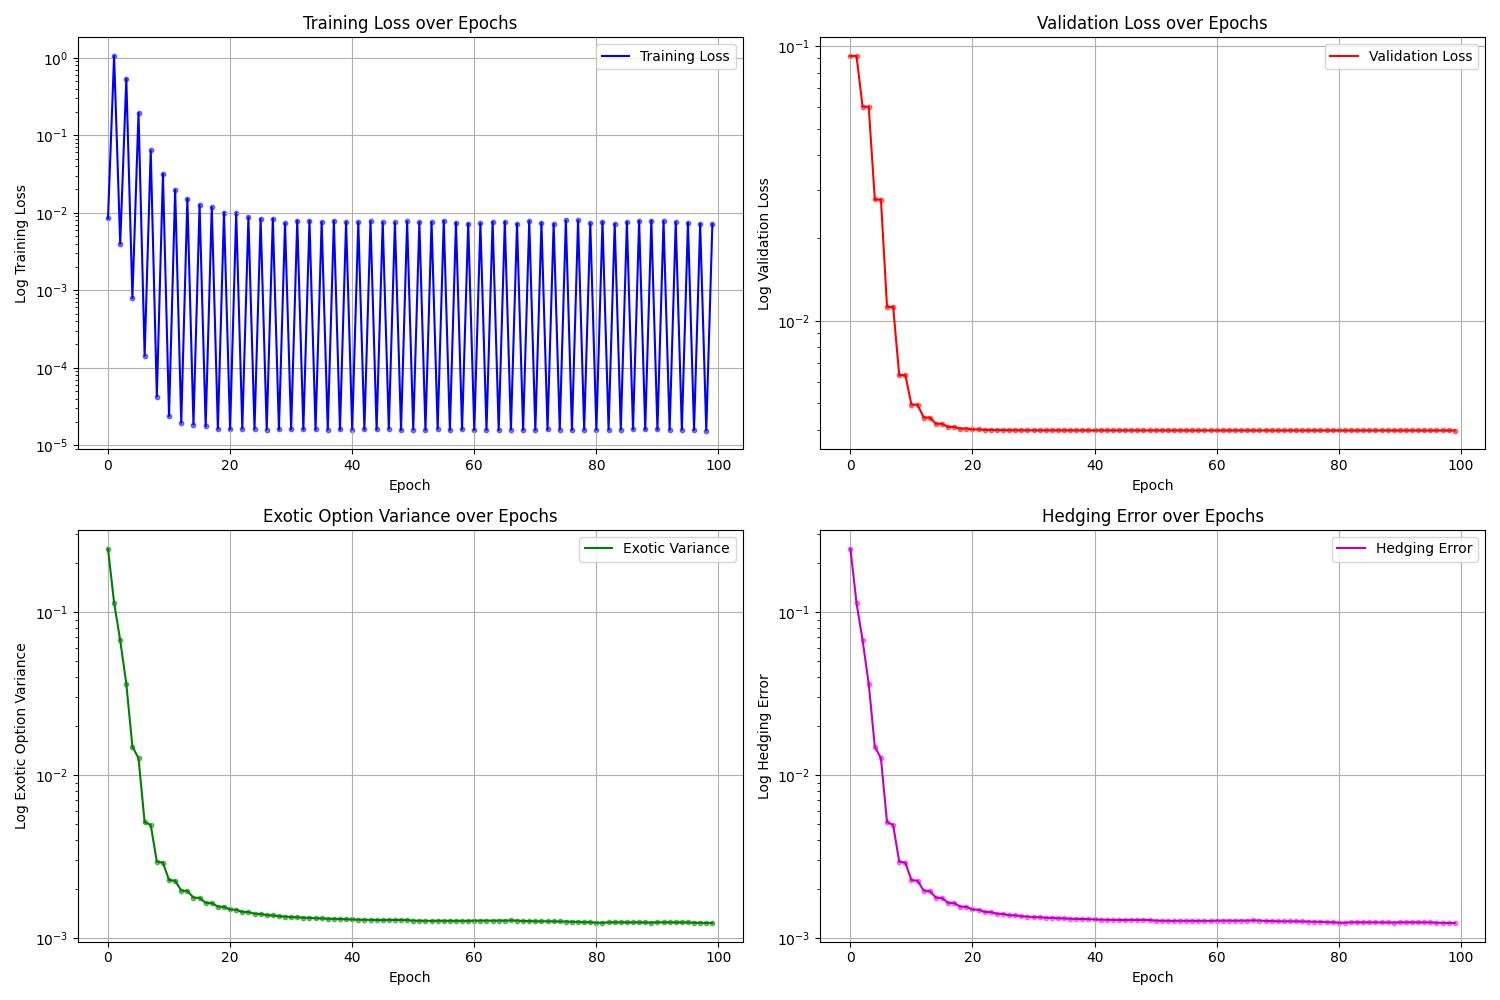 Training Loss over Epochs
Training Loss
Log Training Loss
10⁰
10⁻¹
10⁻²
10⁻³
10⁻⁴
10⁻⁵
0 20 40 60 80 100
Epoch
Validation Loss over Epochs
Validation Loss
Log Validation Loss
10⁻¹
10⁻²
0 20 40 60 80 100
Epoch
Exotic Option Variance over Epochs
Exotic Variance
Log Exotic Option Variance
10⁻¹
10⁻²
10⁻³
0 20 40 60 80 100
Epoch
Hedging Error over Epochs
Hedging Error
Log Hedging Error
10⁻¹
10⁻²
10⁻³
0 20 40 60 80 100
Epoch